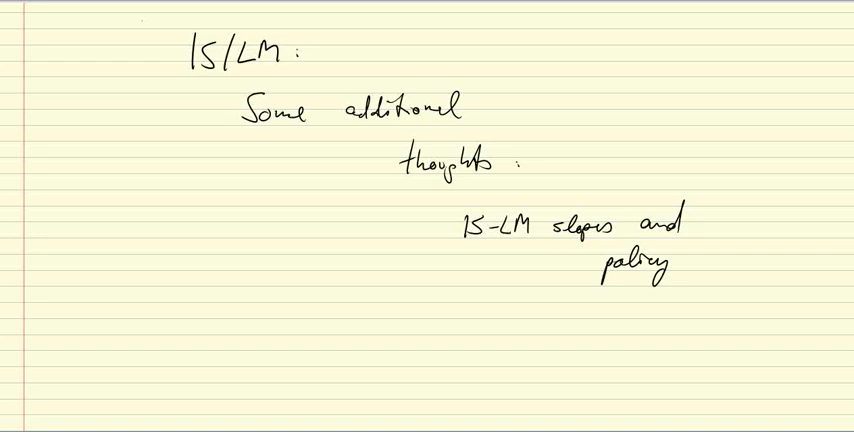 IS/LM:
Some additional
thoughts:
IS-LM slopes and
policy